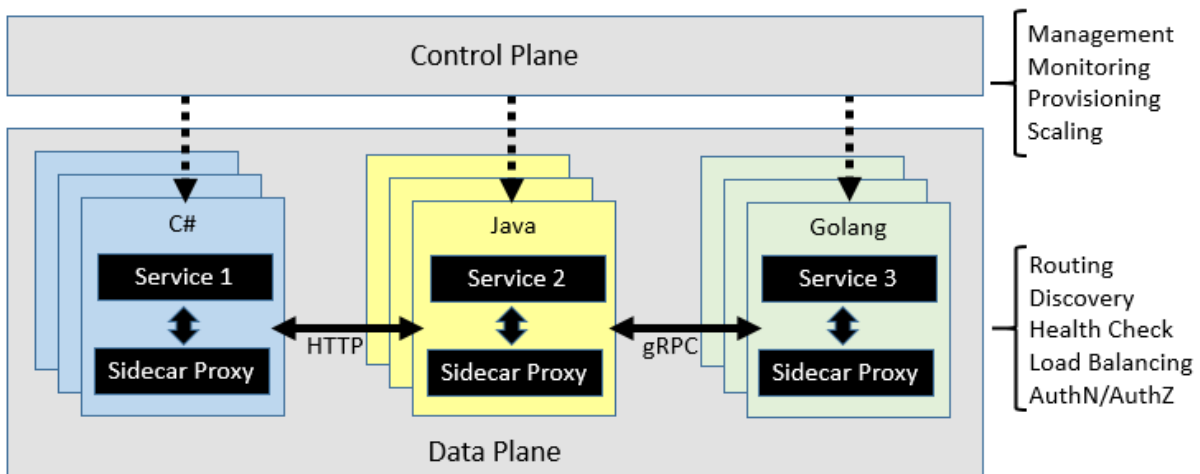 Control Plane
Management
Monitoring
Provisioning
Scaling
C#
Service 1
Sidecar Proxy
HTTP
Java
Service 2
Sidecar Proxy
gRPC
Golang
Service 3
Sidecar Proxy
Data Plane
Routing
Discovery
Health Check
Load Balancing
AuthN/AuthZ